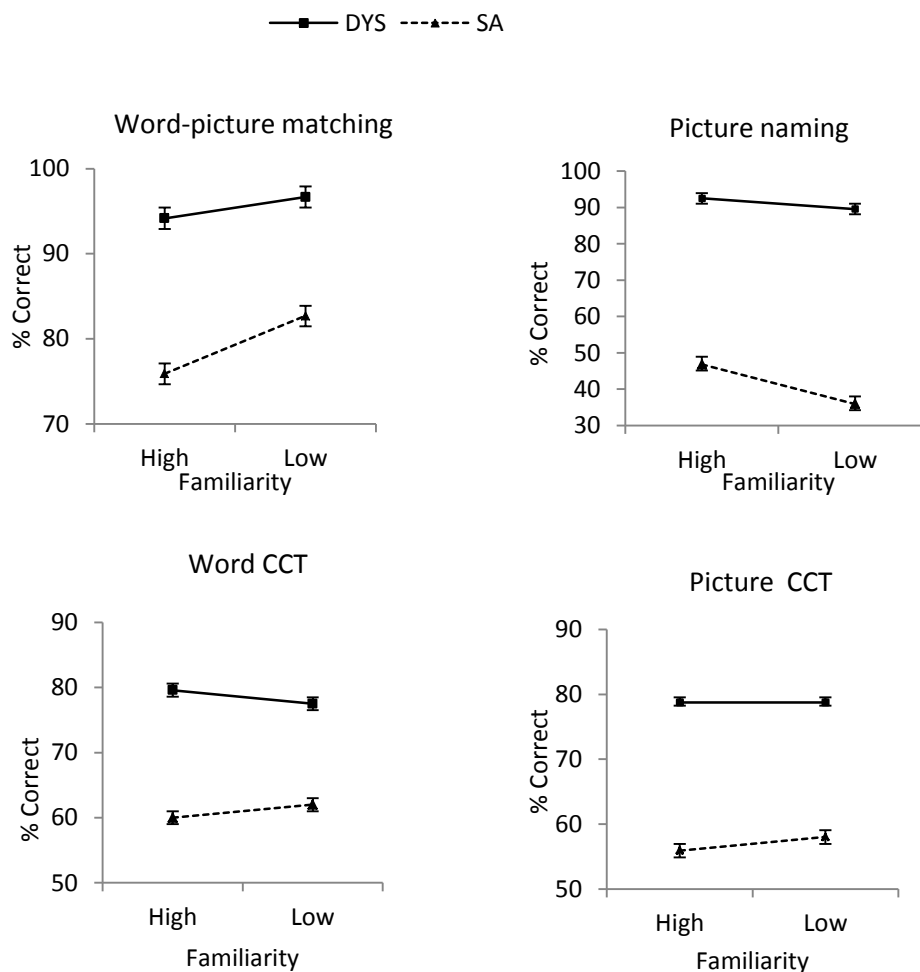 DYS SA
Word-picture matching
100
90
80
70
% Correct
High Low
Familiarity
Picture naming
100
90
80
70
60
50
40
30
% Correct
High Low
Familiarity
Word CCT
90
80
70
60
50
% Correct
High Low
Familiarity
Picture CCT
90
80
70
60
50
% Correct
High Low
Familiarity